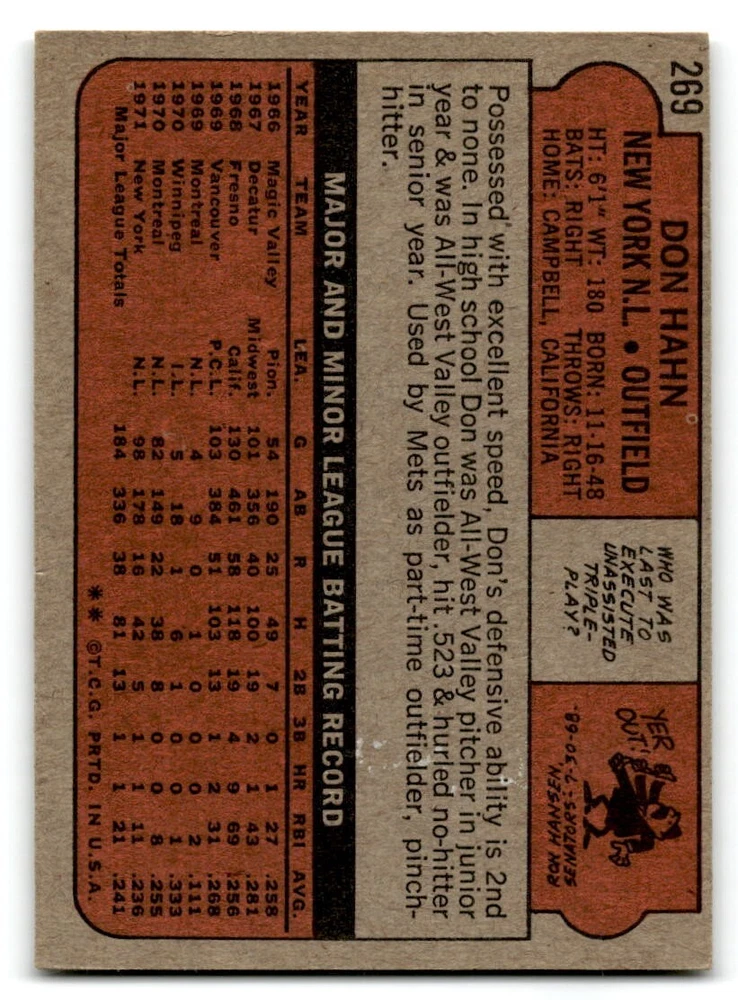 269
DON HAHN
NEW YORK N.L. • OUTFIELD
HT: 6'1" WT: 180 BORN: 11-16-48
BATS: RIGHT THROWS: RIGHT
HOME: CAMPBELL, CALIFORNIA
WHO WAS
LAST TO
EXECUTE
UNASSISTED
TRIPLE-
PLAY?
YER
OUT!
RON HANSEN,
SENATORS-7-30-68.
Possessed with excellent speed, Don's defensive ability is 2nd
to none. In high school Don was All-West Valley pitcher in junior
year & was All-West Valley outfielder, hit .523 & hurled no-hitter
in senior year. Used by Mets as part-time outfielder, pinch-
hitter.
MAJOR AND MINOR LEAGUE BATTING RECORD
YEAR TEAM LEA. G AB R H 2B 3B HR RBI AVG.
1966 Magic Valley Pion. 54 190 25 49 7 0 1 27 .258
1967 Decatur Midwest 101 356 40 100 19 2 1 43 .281
1968 Fresno Calif. 130 461 58 118 19 4 9 69 .256
1969 Vancouver P.C.L. 103 384 51 103 13 1 2 31 .268
1969 Montreal N.L. 4 9 0 1 0 0 0 2 .111
1970 Winnipeg I.L. 5 18 1 6 1 0 0 1 .333
1970 Montreal N.L. 82 149 22 38 8 0 0 8 .255
1971 New York N.L. 98 178 16 42 5 1 1 11 .236
Major League Totals 184 336 38 81 13 1 1 21 .241
** ©T.C.G. PRTD. IN U.S.A.